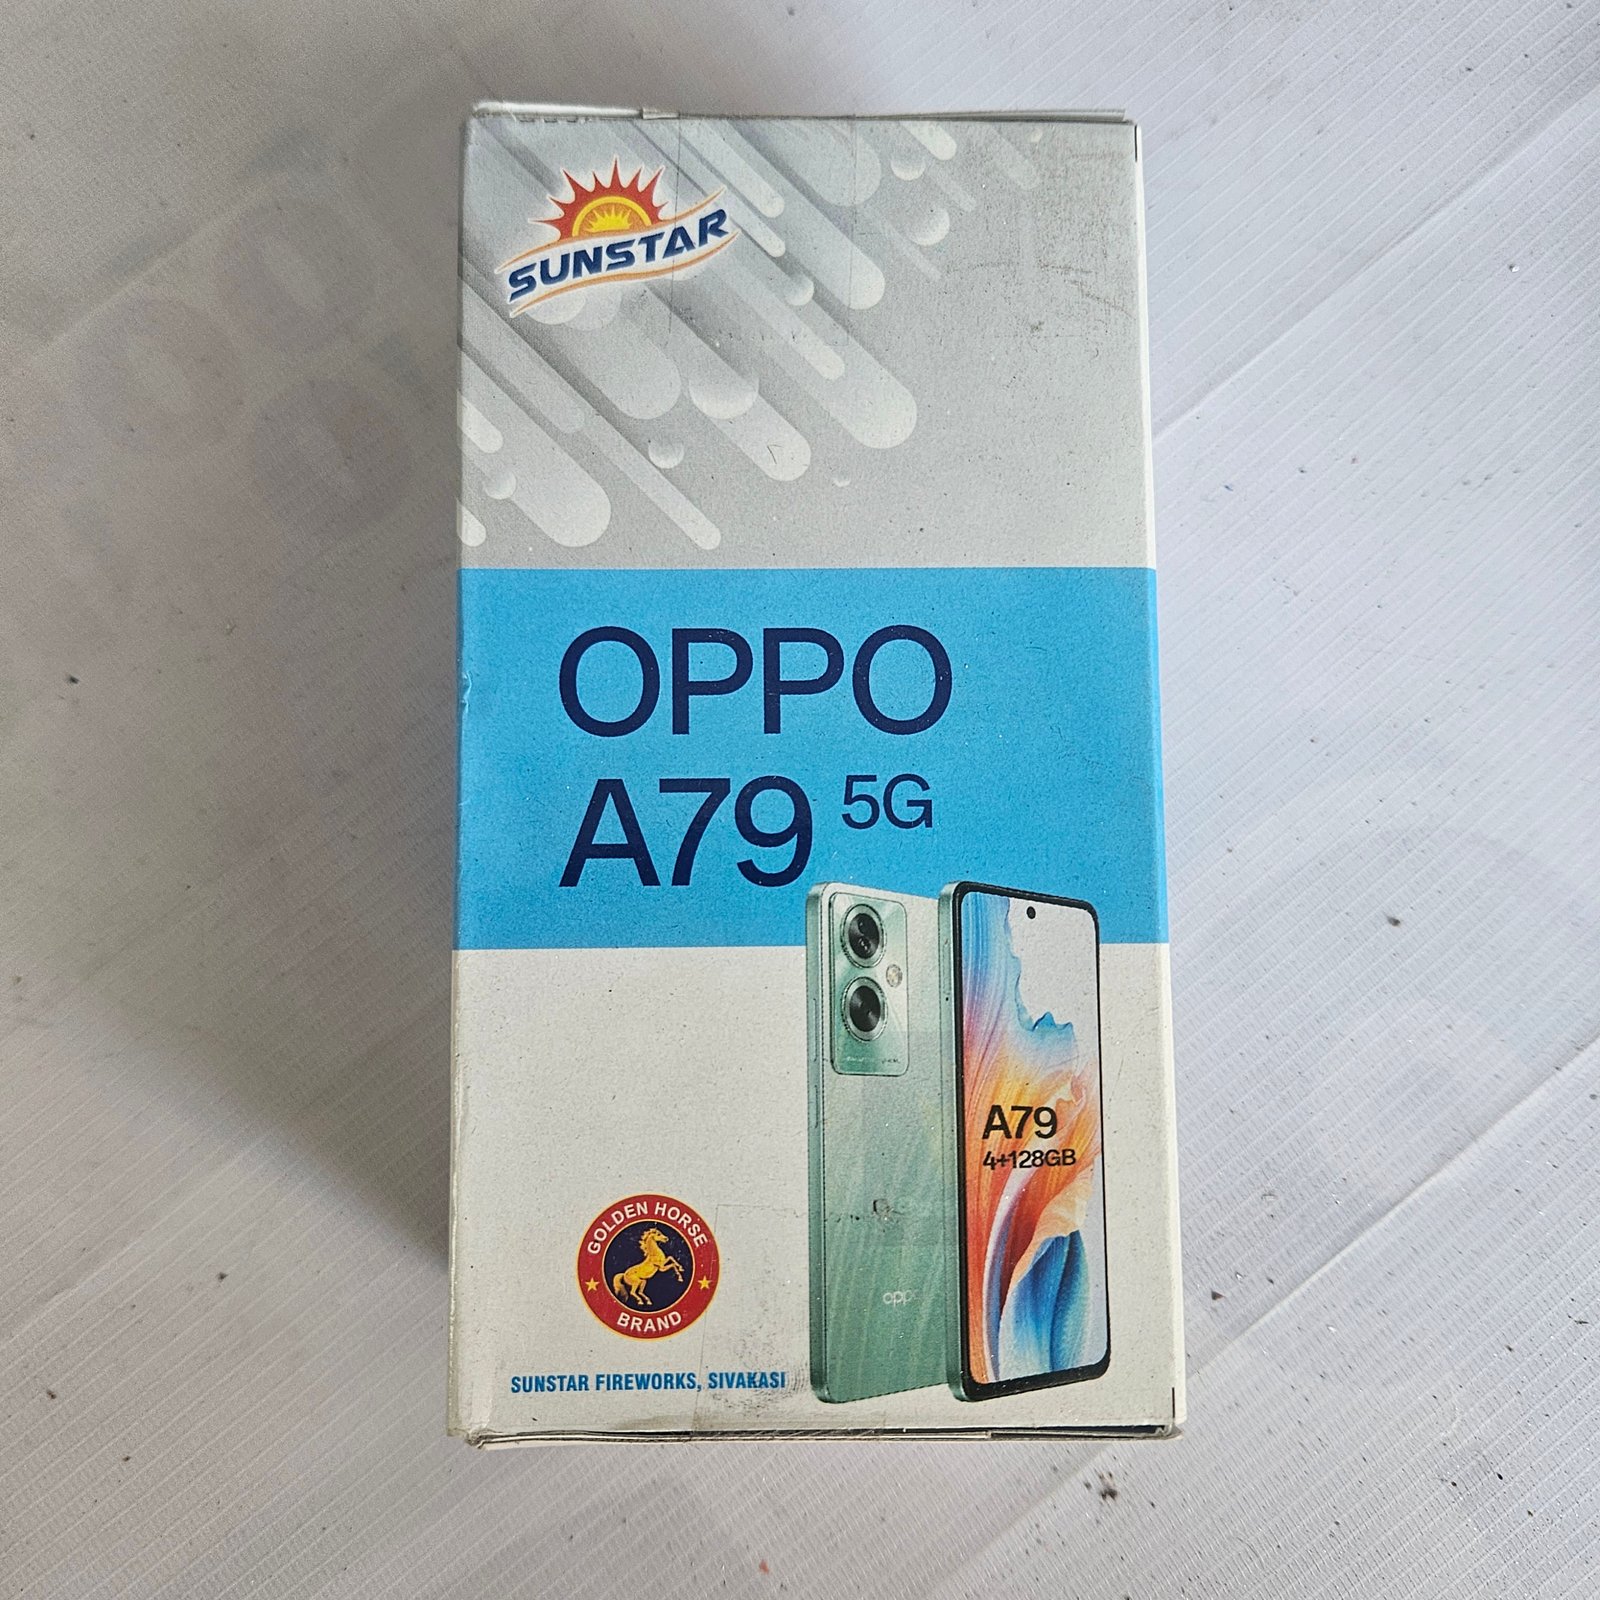 SUNSTAR
OPPO
A79 5G
A79
4+128GB
oppo
GOLDEN HORSE
BRAND
SUNSTAR FIREWORKS, SIVAKASI